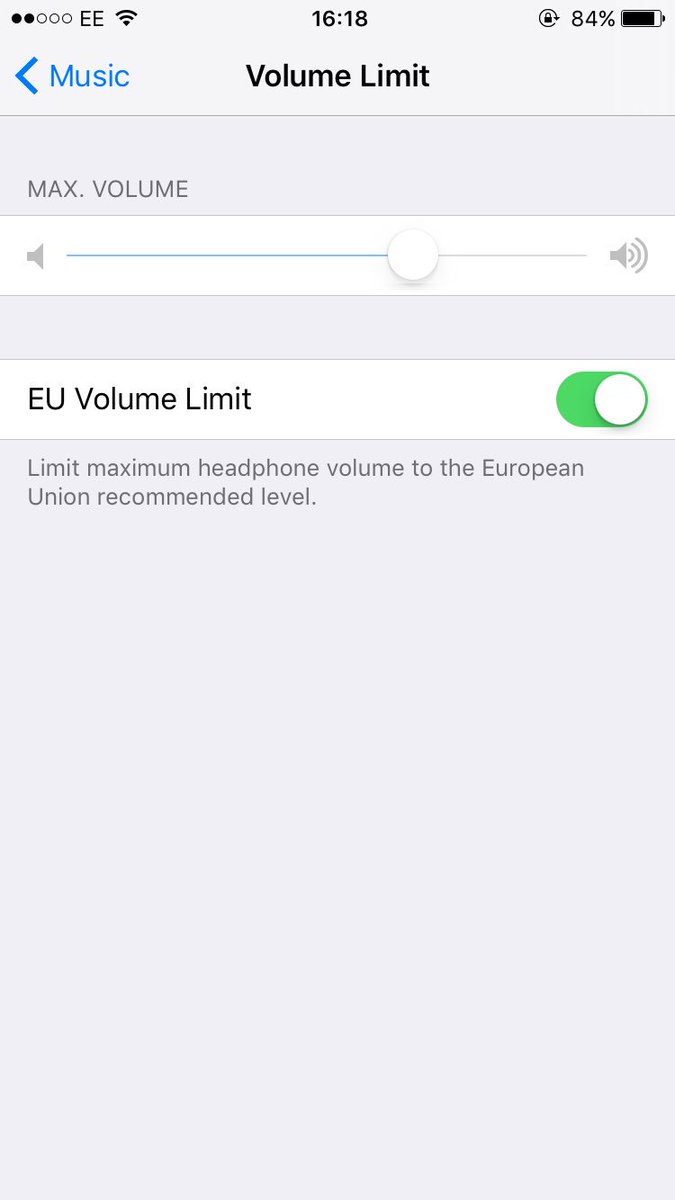 EE 16:18 84%
Music Volume Limit
MAX. VOLUME
EU Volume Limit
Limit maximum headphone volume to the European
Union recommended level.